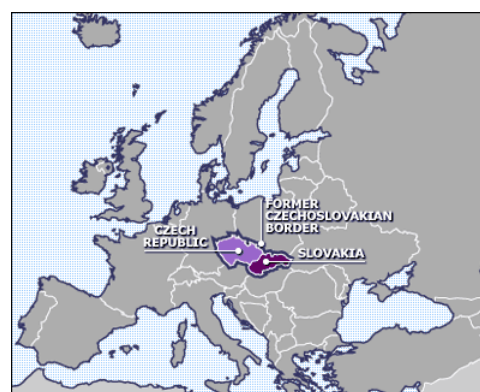 FORMER
CZECHOSLOVAKIAN
BORDER
CZECH
REPUBLIC
SLOVAKIA